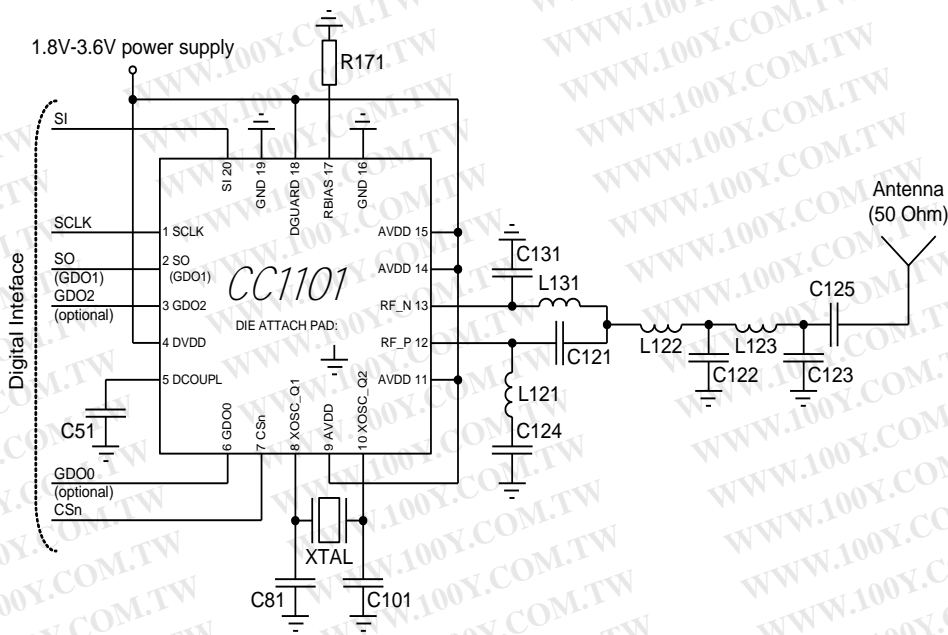 1.8V-3.6V power supply
R171
SI
SI 20
GND 19
DGUARD 18
RBIAS 17
GND 16
Antenna
(50 Ohm)
SCLK
1 SCLK
AVDD 15
SO
(GDO1)
2 SO
(GDO1)
AVDD 14
C131
CC1101
L131
C125
GDO2
(optional)
3 GDO2
RF_N 13
DIE ATTACH PAD:
Digital Inteface
4 DVDD
RF_P 12
C121
L122
L123
C122
C123
5 DCOUPL
AVDD 11
L121
C51
6 GDO0
7 CSn
8 XOSC_Q1
9 AVDD
10 XOSC_Q2
C124
GDO0
(optional)
CSn
XTAL
C81
C101
WWW.100Y.COM.TW